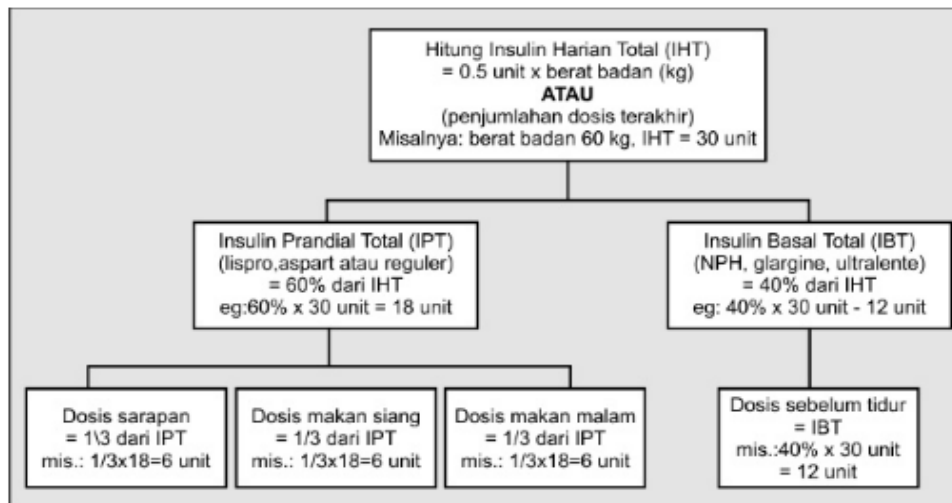 Hitung Insulin Harian Total (IHT)
= 0.5 unit x berat badan (kg)
ATAU
(penjumlahan dosis terakhir)
Misalnya: berat badan 60 kg, IHT = 30 unit
Insulin Prandial Total (IPT)
(lispro,aspart atau reguler)
= 60% dari IHT
eg:60% x 30 unit = 18 unit
Insulin Basal Total (IBT)
(NPH, glargine, ultralente)
= 40% dari IHT
eg: 40% x 30 unit - 12 unit
Dosis sarapan
= 1\3 dari IPT
mis.: 1/3x18=6 unit
Dosis makan siang
= 1/3 dari IPT
mis.: 1/3x18=6 unit
Dosis makan malam
= 1/3 dari IPT
mis.: 1/3x18=6 unit
Dosis sebelum tidur
= IBT
mis.:40% x 30 unit
= 12 unit